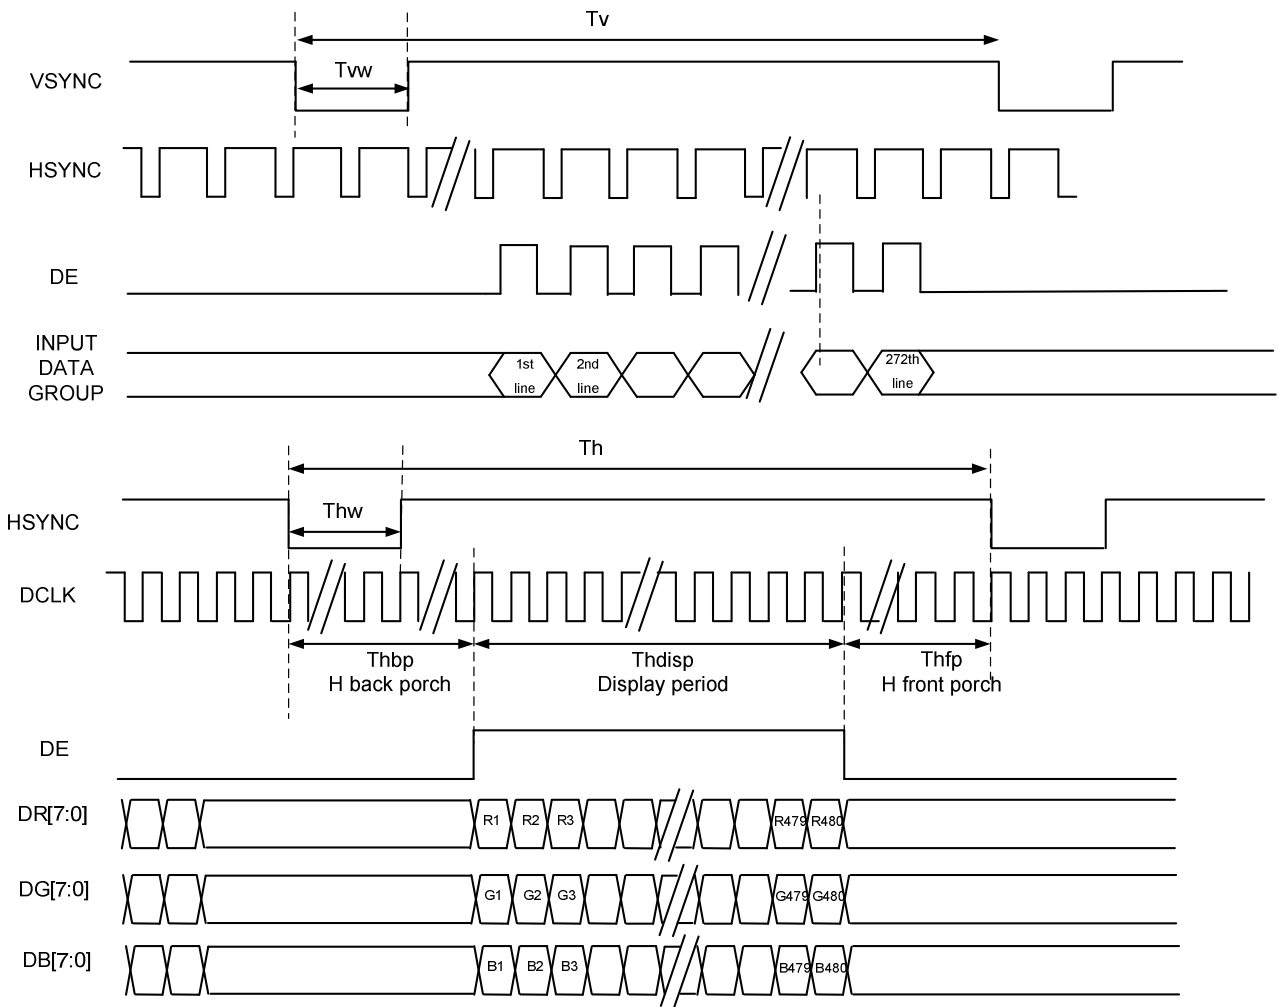 Tv
Tvw
VSYNC
HSYNC
DE
INPUT
DATA
GROUP
1st
line
2nd
line
272th
line
Th
Thw
HSYNC
DCLK
Thbp
H back porch
Thdisp
Display period
Thfp
H front porch
DE
DR[7:0]
R1 R2 R3 R479 R480
DG[7:0]
G1 G2 G3 G479 G480
DB[7:0]
B1 B2 B3 B479 B480